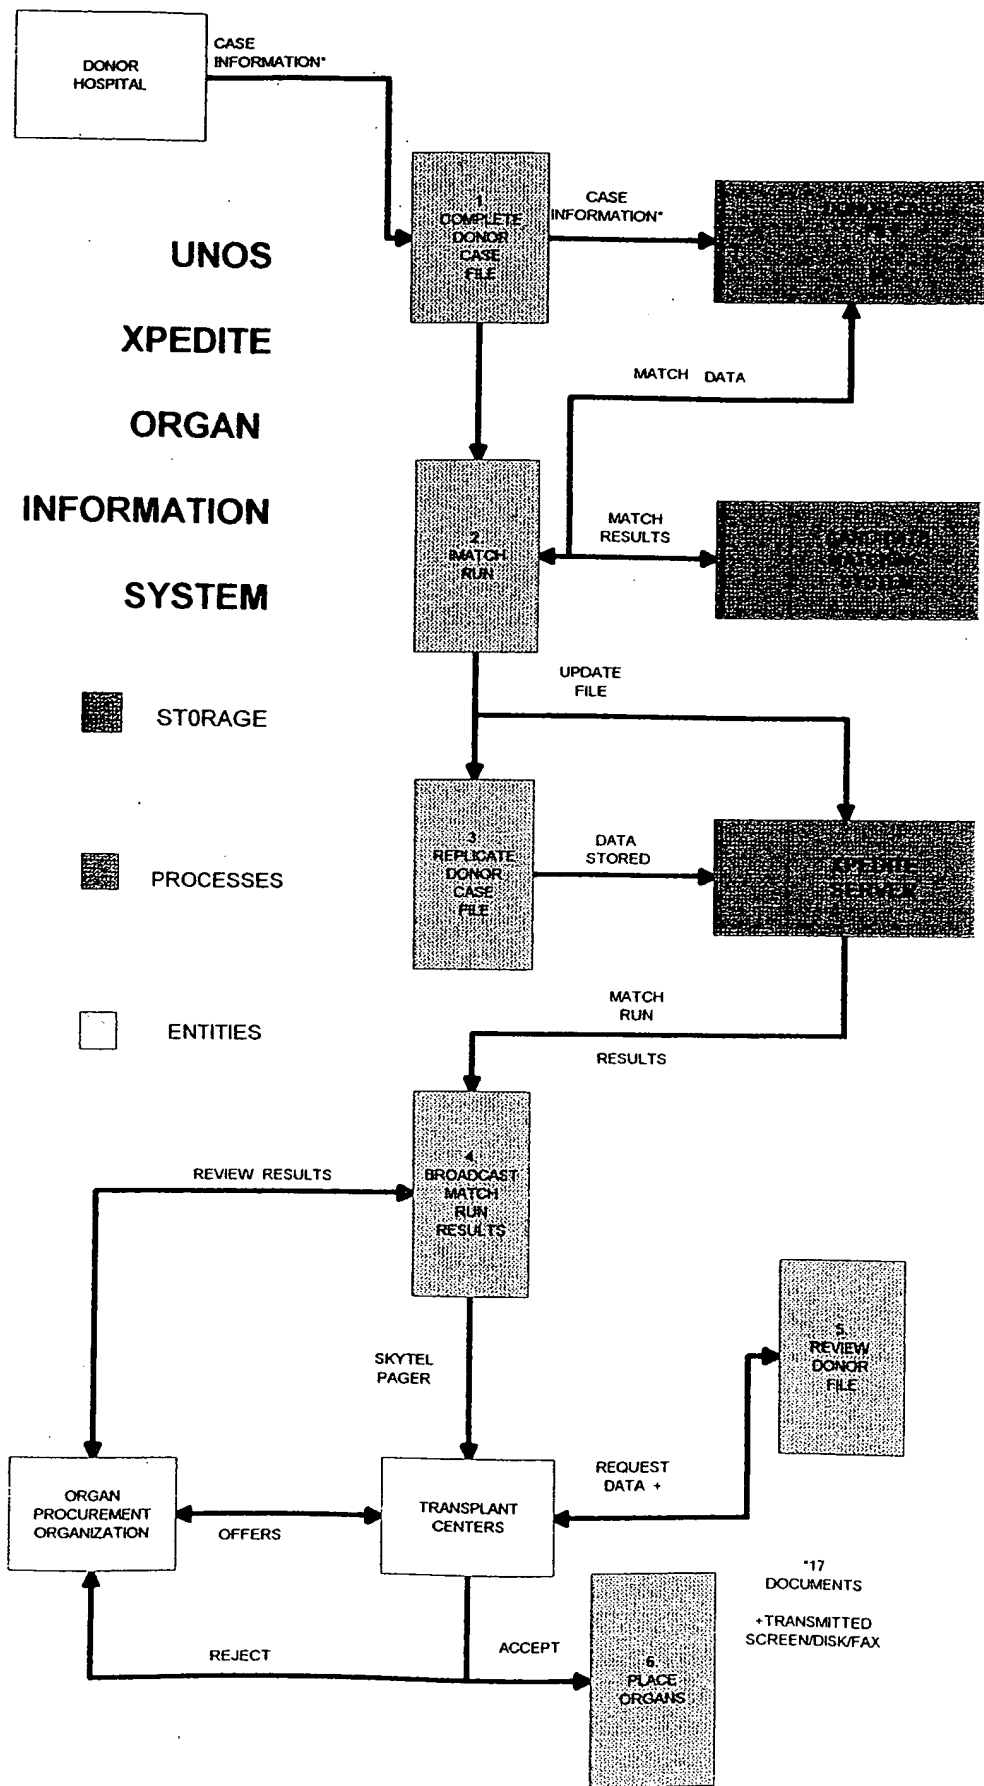 DONOR
HOSPITAL
CASE
INFORMATION*
1.
COMPLETE
DONOR
CASE
FILE
CASE
INFORMATION*
UNOS
XPEDITE
ORGAN
INFORMATION
SYSTEM
MATCH DATA
2.
MATCH
RUN
MATCH
RESULTS
MATCHING
SYSTEM
UPDATE
FILE
ST0RAGE
3
REPLICATE
DONOR
CASE
FILE
DATA
STORED
XPEDITE
SERVER
PROCESSES
MATCH
RUN
RESULTS
ENTITIES
4.
BROADCAST
MATCH
RUN
RESULTS
REVIEW RESULTS
SKYTEL
PAGER
5.
REVIEW
DONOR
FILE
ORGAN
PROCUREMENT
ORGANIZATION
OFFERS
TRANSPLANT
CENTERS
REQUEST
DATA +
*17
DOCUMENTS
+TRANSMITTED
SCREEN/DISK/FAX
REJECT
ACCEPT
6.
PLACE
ORGANS